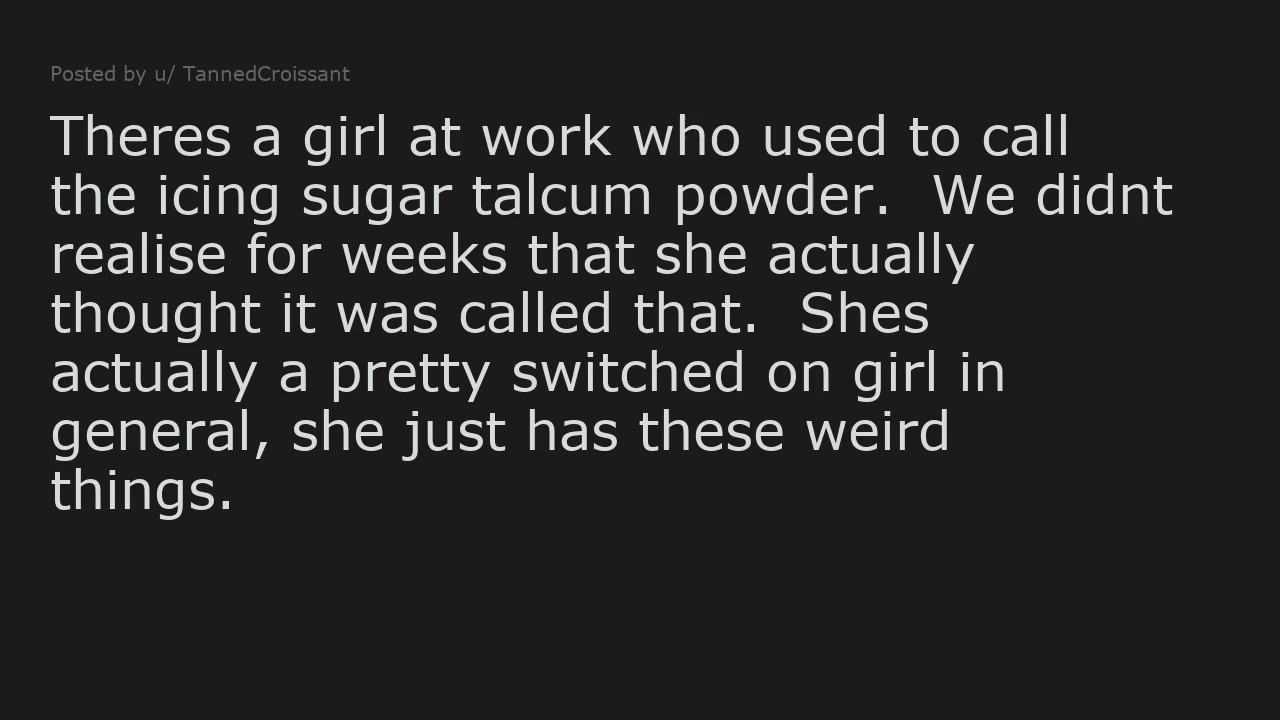 Posted by u/ TannedCroissant
Theres a girl at work who used to call
the icing sugar talcum powder.  We didnt
realise for weeks that she actually
thought it was called that.  Shes
actually a pretty switched on girl in
general, she just has these weird
things.